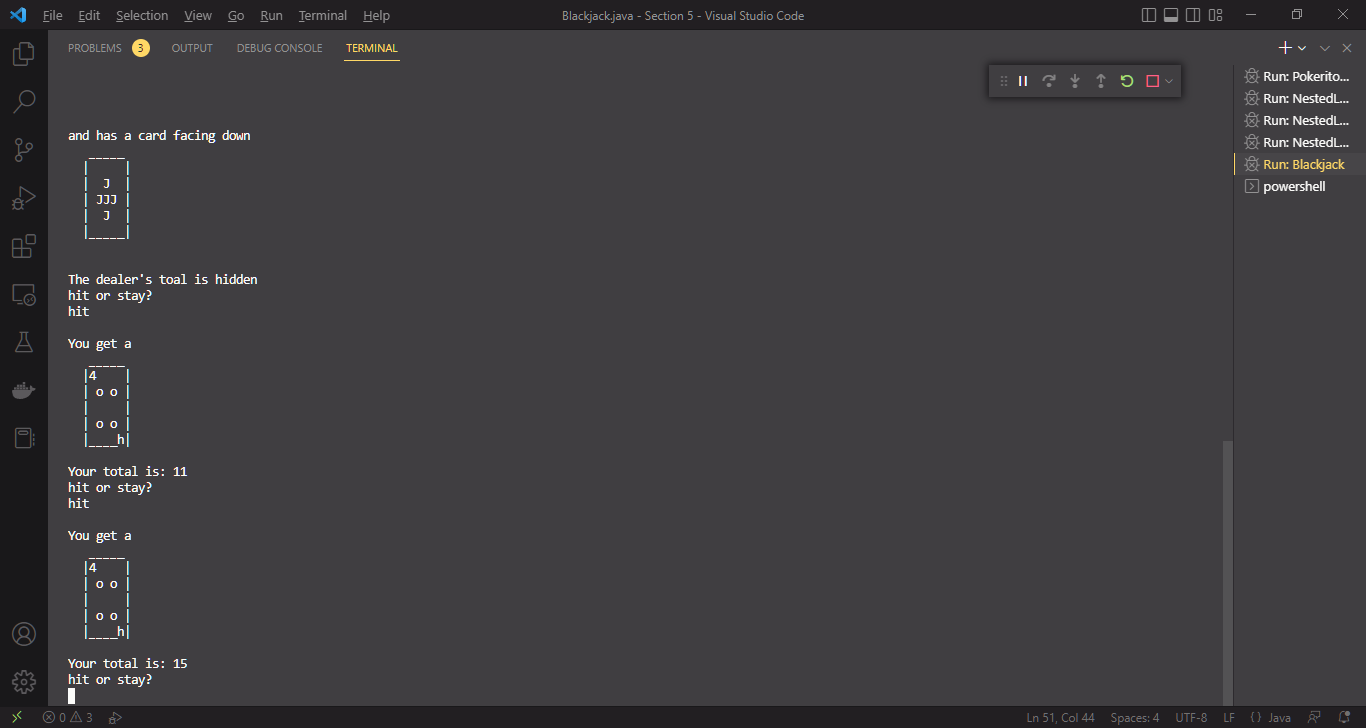 File Edit Selection View Go Run Terminal Help Blackjack.java - Section 5 - Visual Studio Code
PROBLEMS 3 OUTPUT DEBUG CONSOLE TERMINAL
and has a card facing down
 _____
|     |
|  J  |
| JJJ |
|  J  |
|_____|
The dealer's toal is hidden
hit or stay?
hit
You get a
 _____
|4    |
| o o |
|     |
| o o |
|____h|
Your total is: 11
hit or stay?
hit
You get a
 _____
|4    |
| o o |
|     |
| o o |
|____h|
Your total is: 15
hit or stay?
Run: Pokerito...
Run: NestedL...
Run: NestedL...
Run: NestedL...
Run: Blackjack
powershell
0 3 Ln 51, Col 44 Spaces: 4 UTF-8 LF {} Java